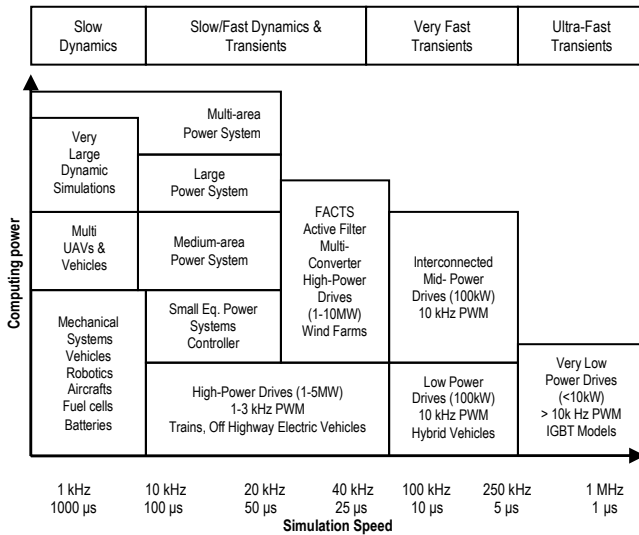 Slow
Dynamics
Slow/Fast Dynamics &
Transients
Very Fast
Transients
Ultra-Fast
Transients
Computing power
Multi-area
Power System
Very
Large
Dynamic
Simulations
Large
Power System
Multi
UAVs &
Vehicles
Medium-area
Power System
FACTS
Active Filter
Multi-
Converter
High-Power
Drives
(1-10MW)
Wind Farms
Interconnected
Mid- Power
Drives (100kW)
10 kHz PWM
Mechanical
Systems
Vehicles
Robotics
Aircrafts
Fuel cells
Batteries
Small Eq. Power
Systems
Controller
High-Power Drives (1-5MW)
1-3 kHz PWM
Trains, Off Highway Electric Vehicles
Low Power
Drives (100kW)
10 kHz PWM
Hybrid Vehicles
Very Low
Power Drives
(<10kW)
> 10k Hz PWM
IGBT Models
1 kHz 10 kHz 20 kHz 40 kHz 100 kHz 250 kHz 1 MHz
1000 µs 100 µs 50 µs 25 µs 10 µs 5 µs 1 µs
Simulation Speed